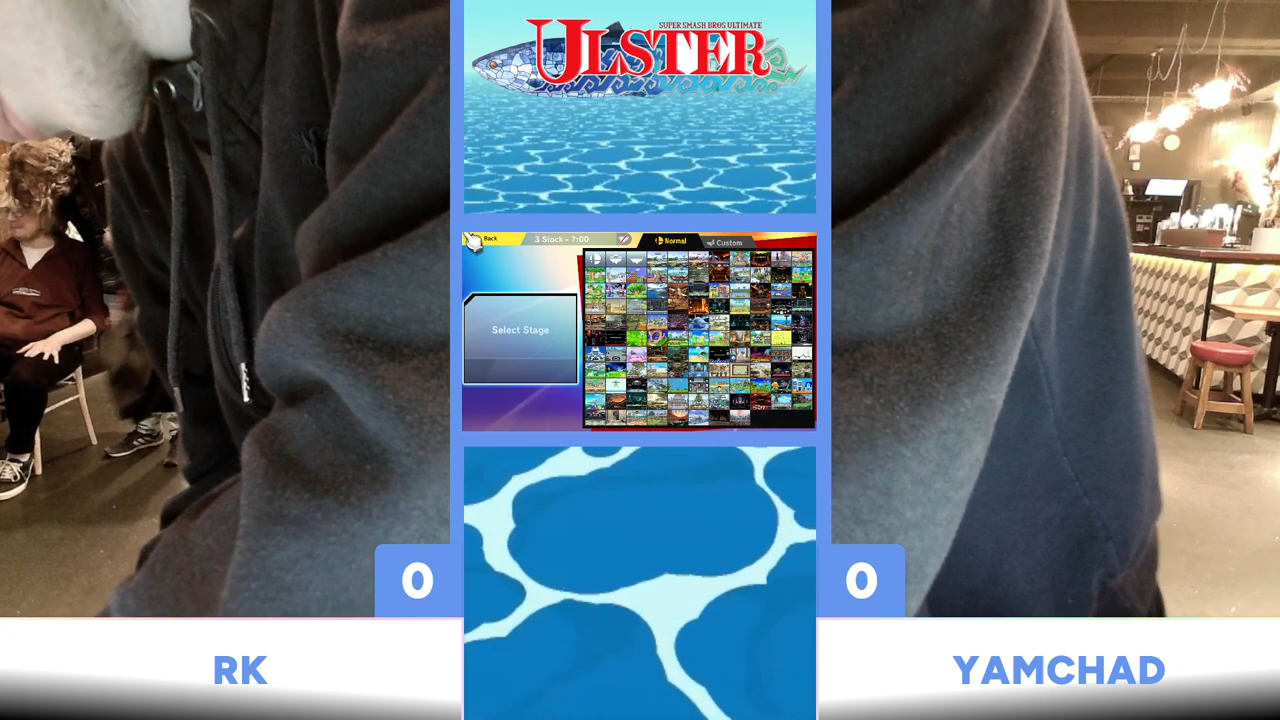 SUPER SMASH BROS ULTIMATE
ULSTER
Back
3 Stock - 7:00
Normal
Custom
Select Stage
0
0
RK
YAMCHAD